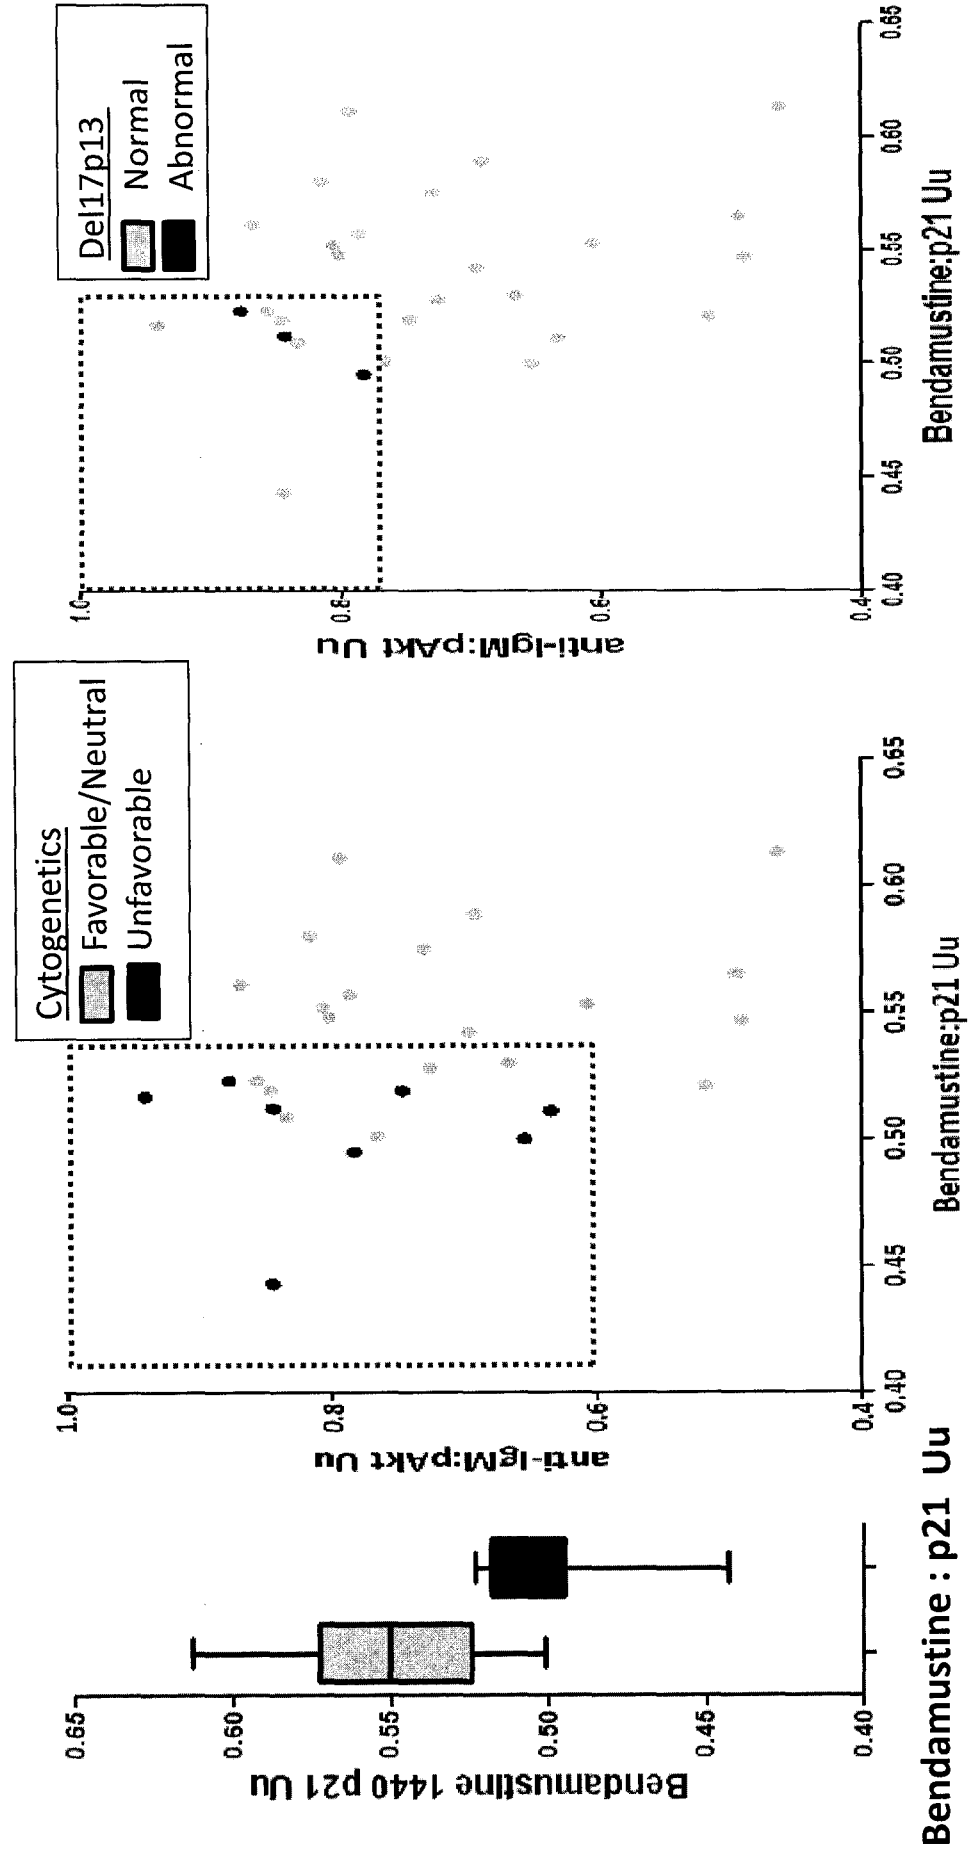 Bendamustine 1440 p21 Uu
0.65
0.60
0.55
0.50
0.45
0.40
Bendamustine : p21 Uu
Cytogenetics
Favorable/Neutral
Unfavorable
anti-IgM:pAkt Uu
1.0
0.8
0.6
0.4
0.40
0.45
0.50
0.55
0.60
0.65
Bendamustine:p21 Uu
Del17p13
Normal
Abnormal
anti-IgM:pAkt Uu
1.0
0.8
0.6
0.4
0.40
0.45
0.50
0.55
0.60
0.65
Bendamustine:p21 Uu